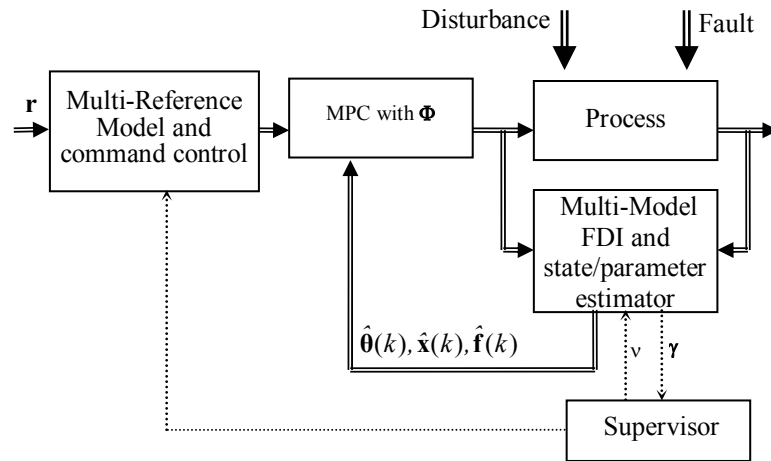 Disturbance
Fault
r
Multi-Reference
Model and
command control
MPC with Φ
Process
Multi-Model
FDI and
state/parameter
estimator
θ̂(k), x̂(k), f̂(k)
ν
γ
Supervisor